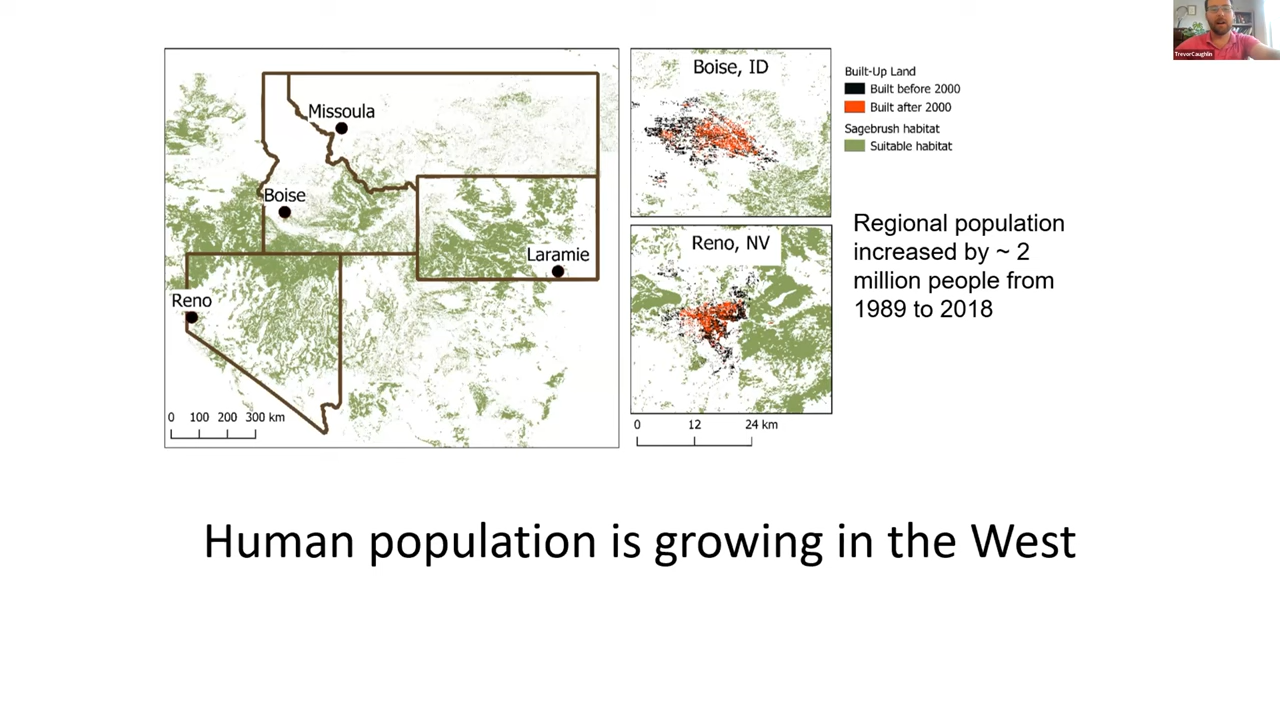 Missoula
Boise
Laramie
Reno
0 100 200 300 km
Boise, ID
Reno, NV
0 12 24 km
Built-Up Land
Built before 2000
Built after 2000
Sagebrush habitat
Suitable habitat
Regional population
increased by ~ 2
million people from
1989 to 2018
Human population is growing in the West
TrevorCaughlin